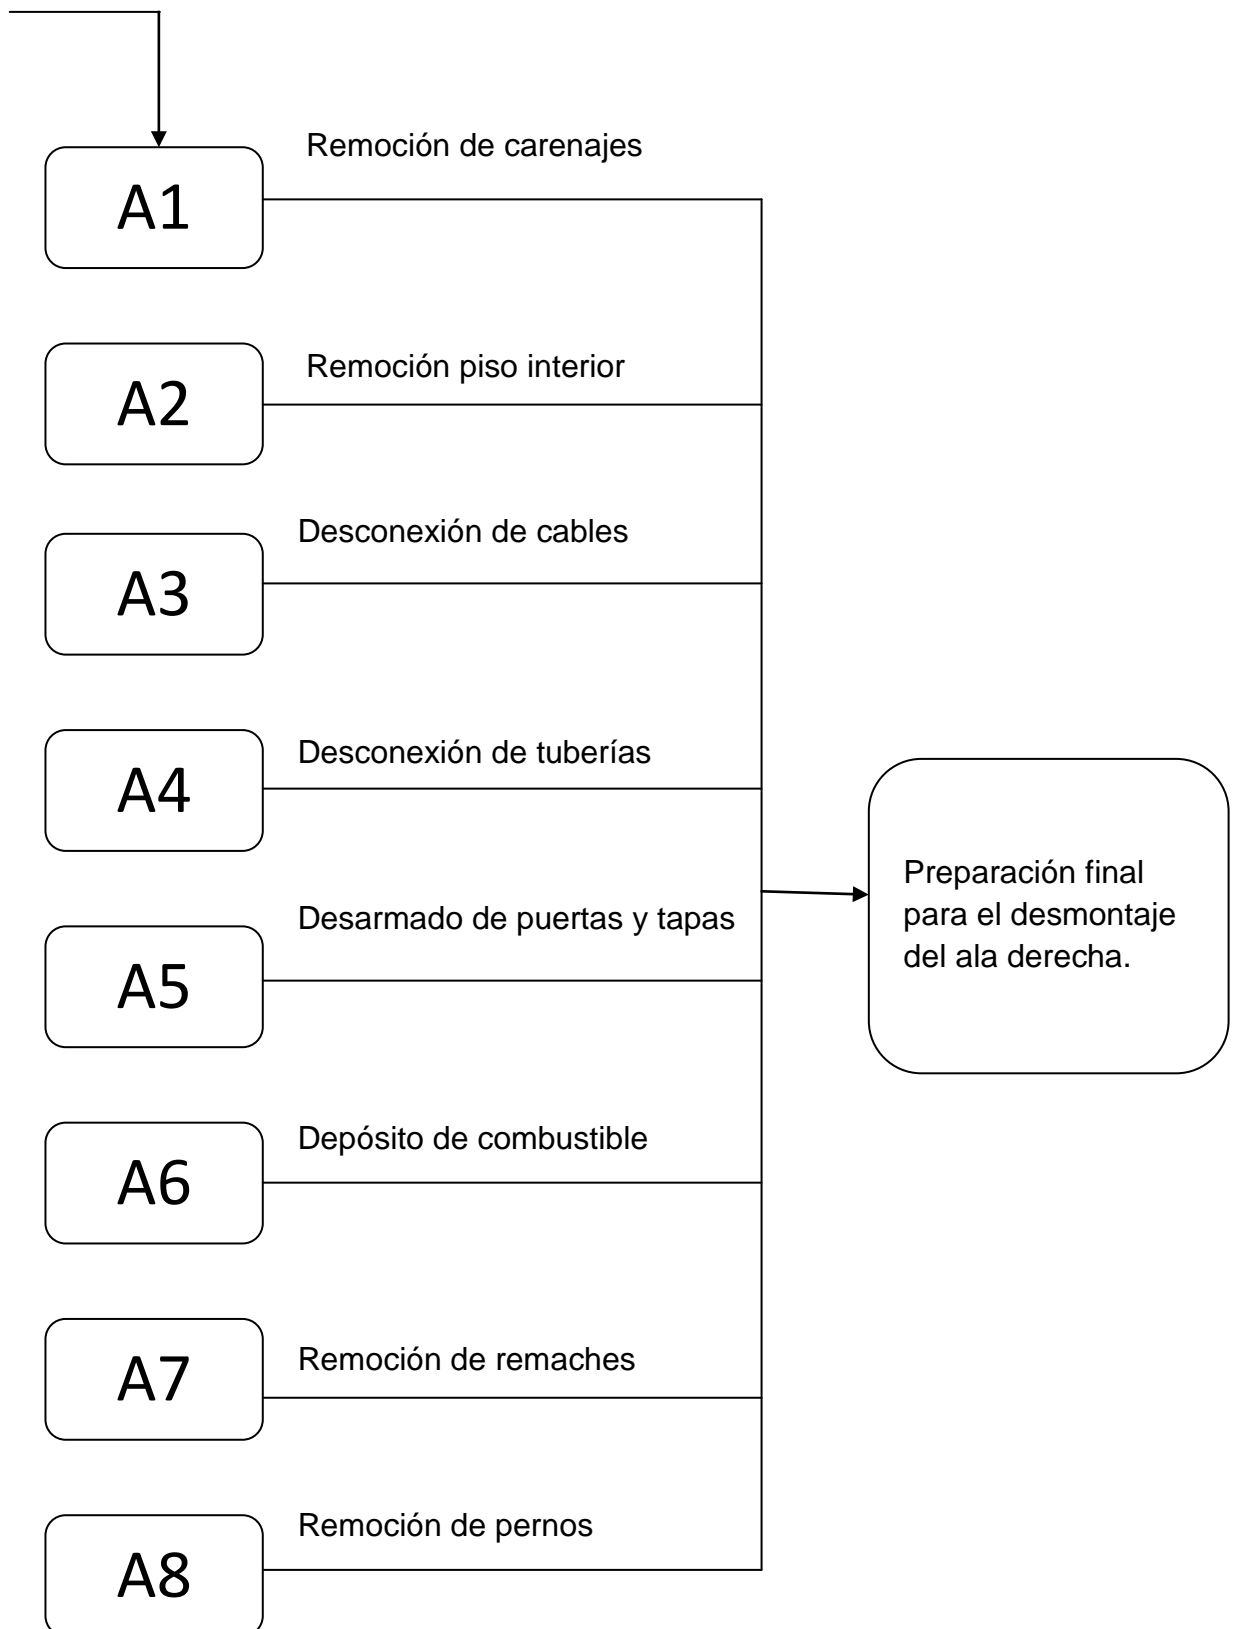 Remoción de carenajes
A1
Remoción piso interior
A2
Desconexión de cables
A3
Desconexión de tuberías
A4
Desarmado de puertas y tapas
A5
Depósito de combustible
A6
Remoción de remaches
A7
Remoción de pernos
A8
Preparación final
para el desmontaje
del ala derecha.